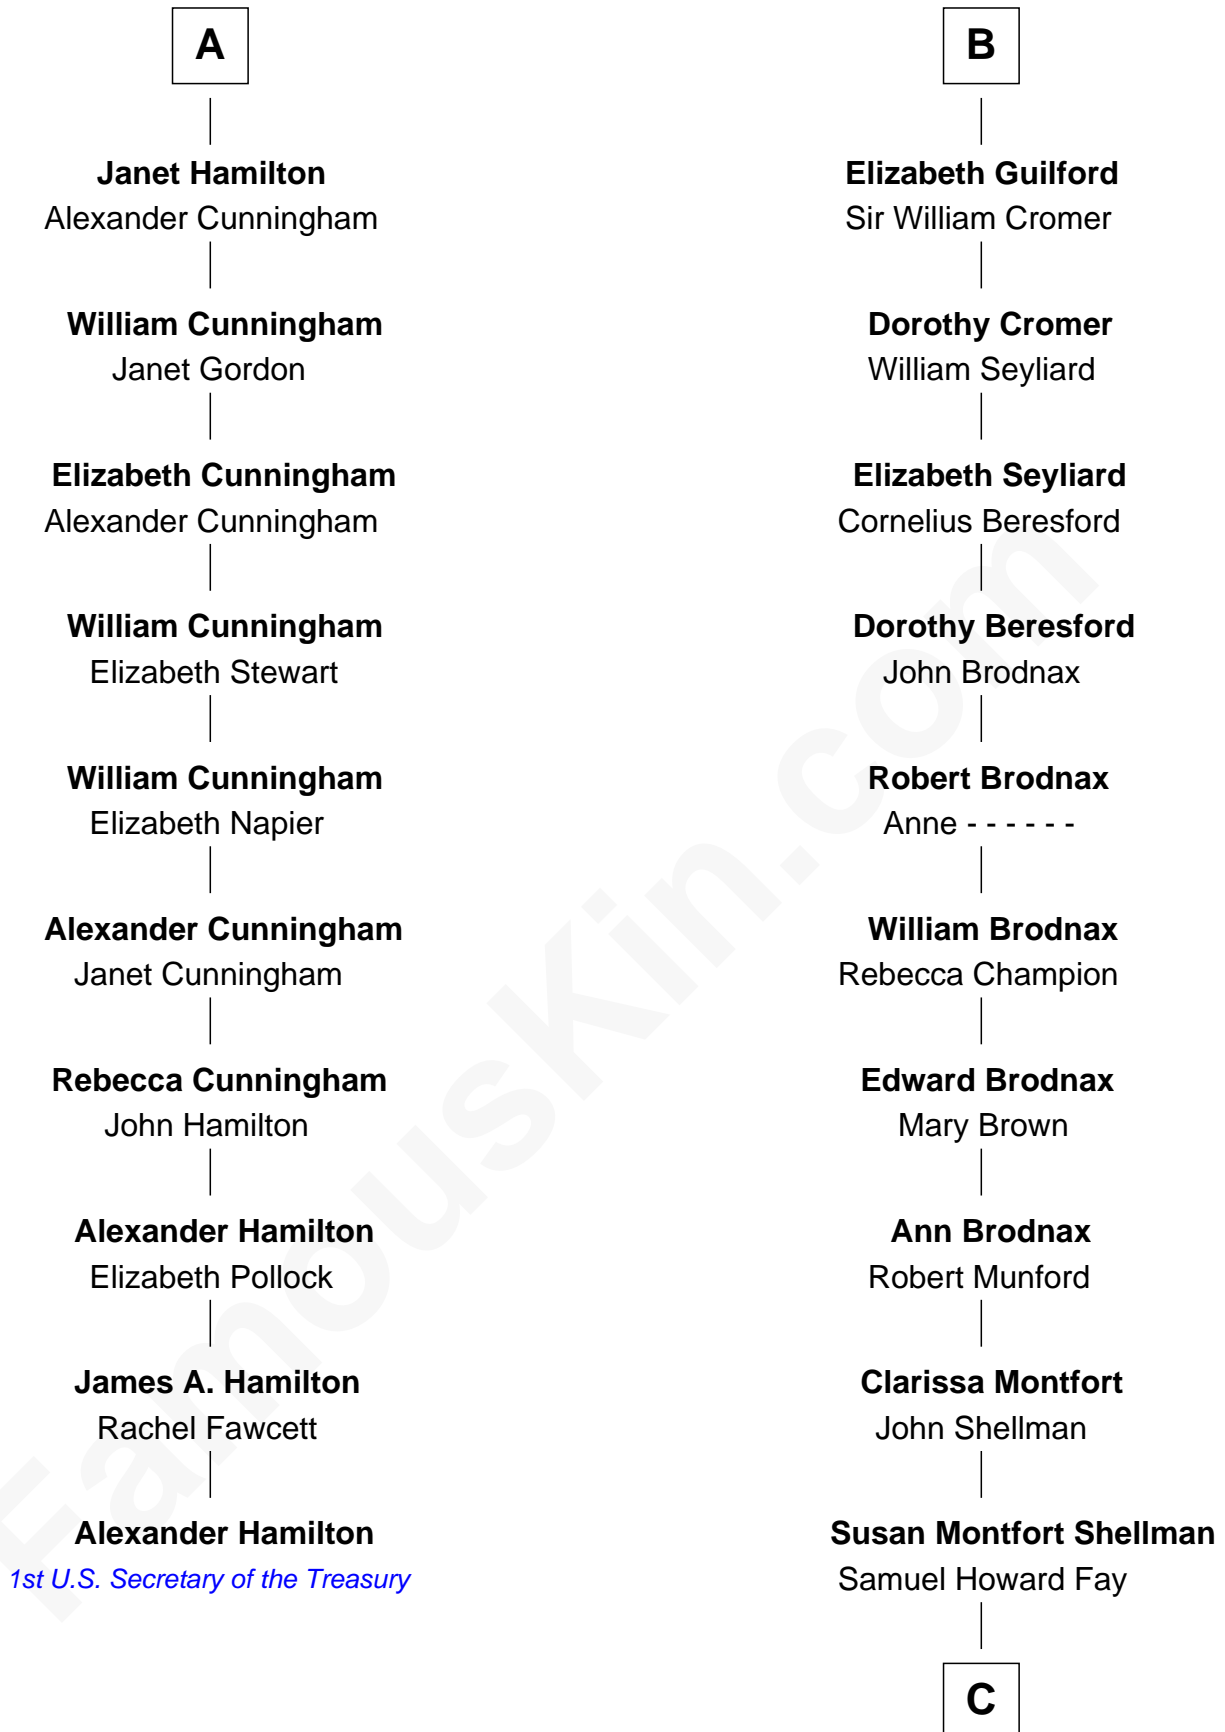 A
Janet Hamilton
Alexander Cunningham
William Cunningham
Janet Gordon
Elizabeth Cunningham
Alexander Cunningham
William Cunningham
Elizabeth Stewart
William Cunningham
Elizabeth Napier
Alexander Cunningham
Janet Cunningham
Rebecca Cunningham
John Hamilton
Alexander Hamilton
Elizabeth Pollock
James A. Hamilton
Rachel Fawcett
Alexander Hamilton
1st U.S. Secretary of the Treasury
B
Elizabeth Guilford
Sir William Cromer
Dorothy Cromer
William Seyliard
Elizabeth Seyliard
Cornelius Beresford
Dorothy Beresford
John Brodnax
Robert Brodnax
Anne - - - - - -
William Brodnax
Rebecca Champion
Edward Brodnax
Mary Brown
Ann Brodnax
Robert Munford
Clarissa Montfort
John Shellman
Susan Montfort Shellman
Samuel Howard Fay
C
FamousKin.com